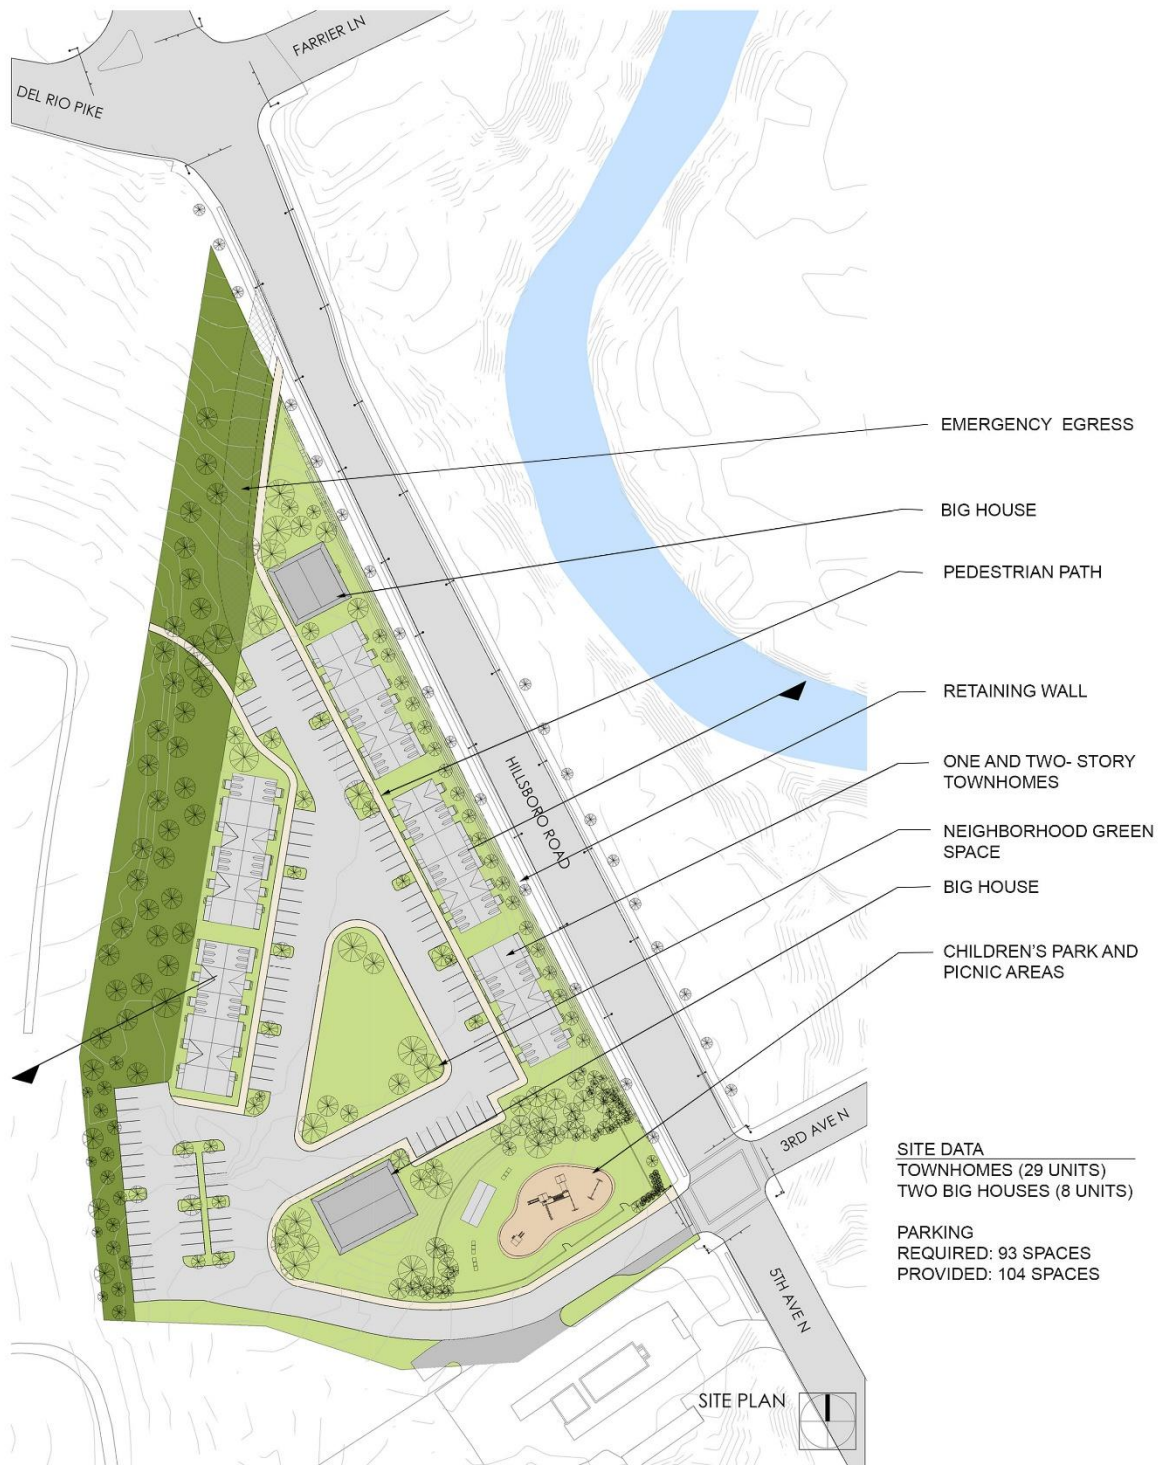 FARRIER LN
DEL RIO PIKE
EMERGENCY EGRESS
BIG HOUSE
PEDESTRIAN PATH
RETAINING WALL
HILLSBORO ROAD
ONE AND TWO- STORY
TOWNHOMES
NEIGHBORHOOD GREEN
SPACE
BIG HOUSE
CHILDREN'S PARK AND
PICNIC AREAS
3RD AVE N
SITE DATA
TOWNHOMES (29 UNITS)
TWO BIG HOUSES (8 UNITS)
PARKING
REQUIRED: 93 SPACES
PROVIDED: 104 SPACES
5TH AVE N
SITE PLAN